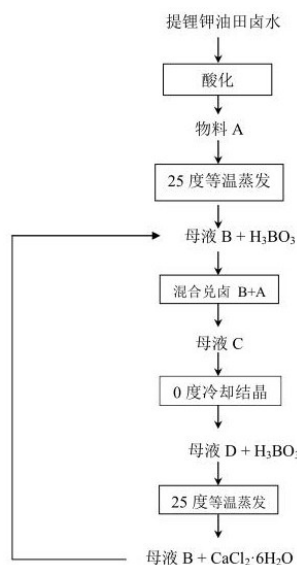 提锂钾油田卤水
酸化
物料 A
25 度等温蒸发
母液 B + H₃BO₃
混合兑卤 B+A
母液 C
0 度冷却结晶
母液 D + H₃BO₃
25 度等温蒸发
母液 B + CaCl₂·6H₂O